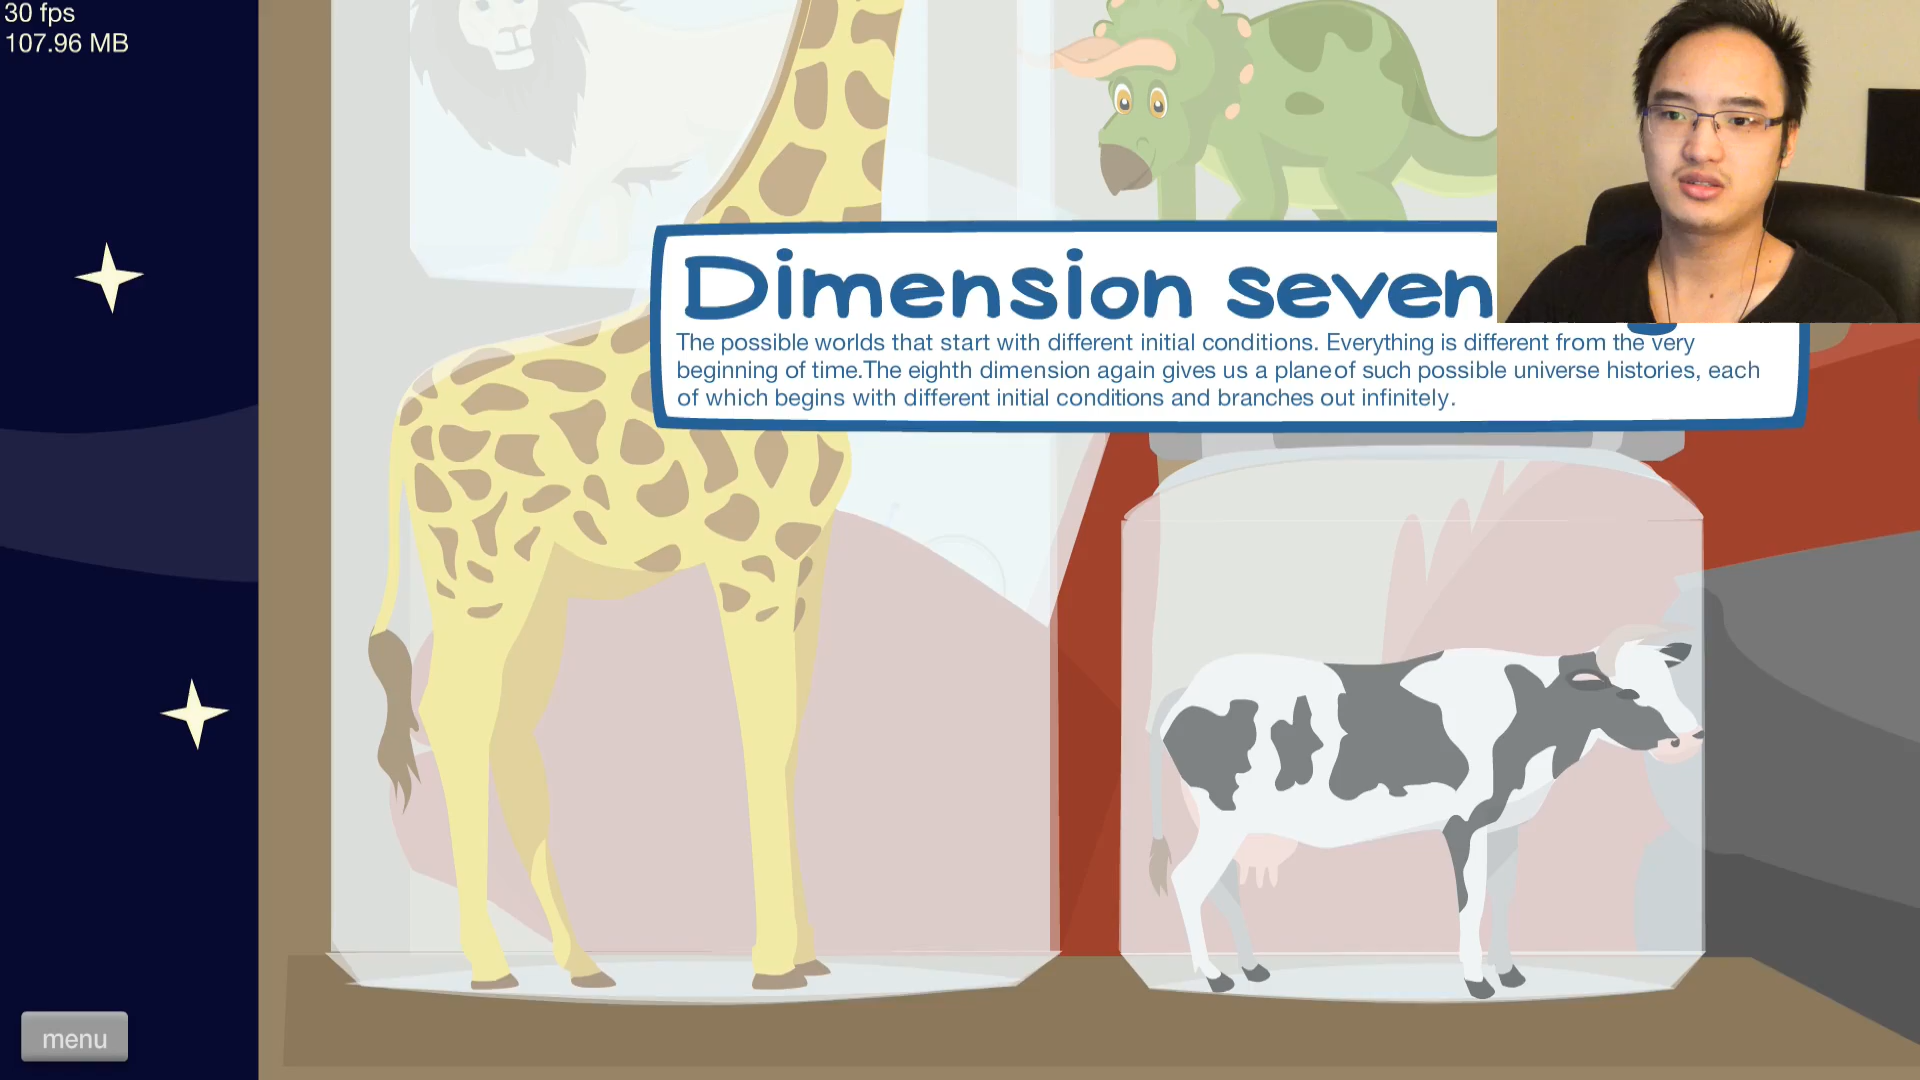 30 fps
107.96 MB
Dimension seven
The possible worlds that start with different initial conditions. Everything is different from the very
beginning of time.The eighth dimension again gives us a plane of such possible universe histories, each
of which begins with different initial conditions and branches out infinitely.
menu